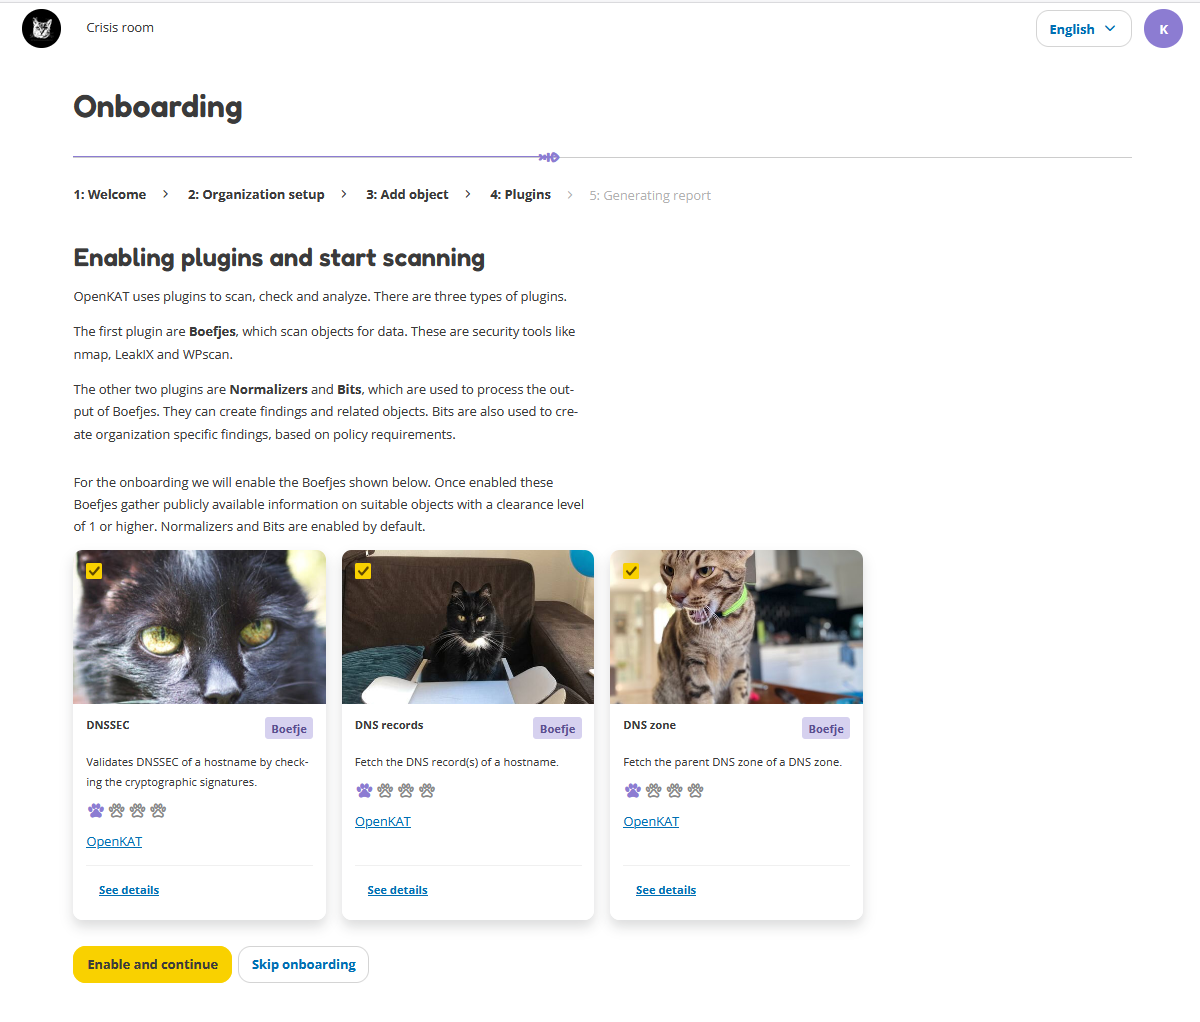 Crisis room
English
K
Onboarding
1: Welcome
2: Organization setup
3: Add object
4: Plugins
5: Generating report
Enabling plugins and start scanning
OpenKAT uses plugins to scan, check and analyze. There are three types of plugins.
The first plugin are Boefjes, which scan objects for data. These are security tools like
nmap, LeakIX and WPscan.
The other two plugins are Normalizers and Bits, which are used to process the out-
put of Boefjes. They can create findings and related objects. Bits are also used to cre-
ate organization specific findings, based on policy requirements.
For the onboarding we will enable the Boefjes shown below. Once enabled these
Boefjes gather publicly available information on suitable objects with a clearance level
of 1 or higher. Normalizers and Bits are enabled by default.
DNSSEC
Boefje
Validates DNSSEC of a hostname by check-
ing the cryptographic signatures.
OpenKAT
See details
DNS records
Boefje
Fetch the DNS record(s) of a hostname.
OpenKAT
See details
DNS zone
Boefje
Fetch the parent DNS zone of a DNS zone.
OpenKAT
See details
Enable and continue
Skip onboarding